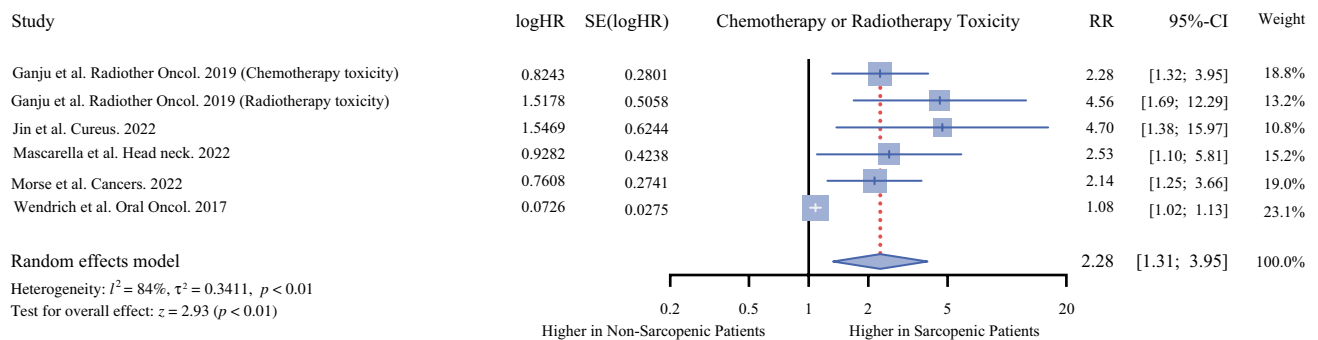 Study logHR SE(logHR) Chemotherapy or Radiotherapy Toxicity RR 95%-CI Weight
Ganju et al. Radiother Oncol. 2019 (Chemotherapy toxicity) 0.8243 0.2801 2.28 [1.32; 3.95] 18.8%
Ganju et al. Radiother Oncol. 2019 (Radiotherapy toxicity) 1.5178 0.5058 4.56 [1.69; 12.29] 13.2%
Jin et al. Cureus. 2022 1.5469 0.6244 4.70 [1.38; 15.97] 10.8%
Mascarella et al. Head neck. 2022 0.9282 0.4238 2.53 [1.10; 5.81] 15.2%
Morse et al. Cancers. 2022 0.7608 0.2741 2.14 [1.25; 3.66] 19.0%
Wendrich et al. Oral Oncol. 2017 0.0726 0.0275 1.08 [1.02; 1.13] 23.1%
Random effects model 2.28 [1.31; 3.95] 100.0%
Heterogeneity: I² = 84%, τ² = 0.3411, p < 0.01
Test for overall effect: z = 2.93 (p < 0.01)
0.2 0.5 1 2 5 20
Higher in Non-Sarcopenic Patients Higher in Sarcopenic Patients